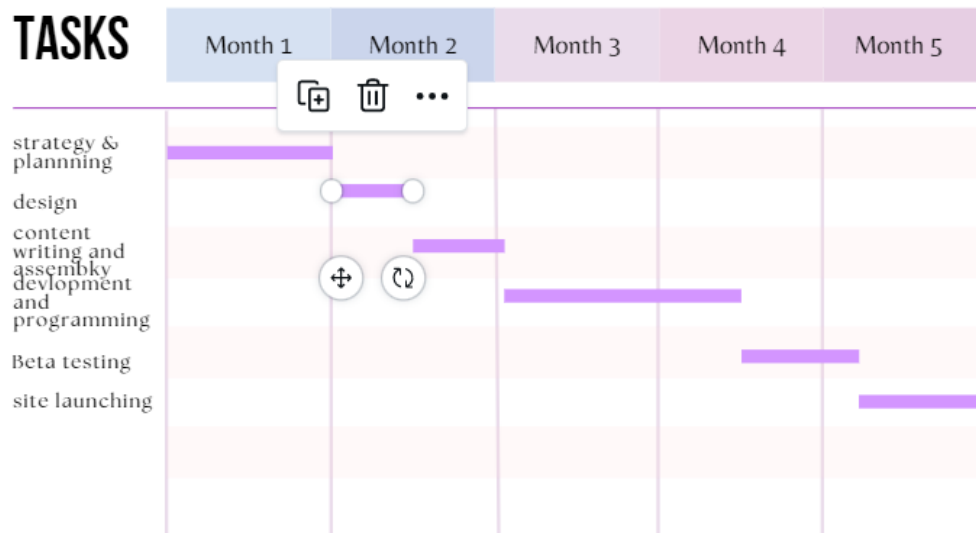 TASKS
Month 1
Month 2
Month 3
Month 4
Month 5
strategy &
plannning
design
content
writing and
assembky
devlopment
and
programming
Beta testing
site launching